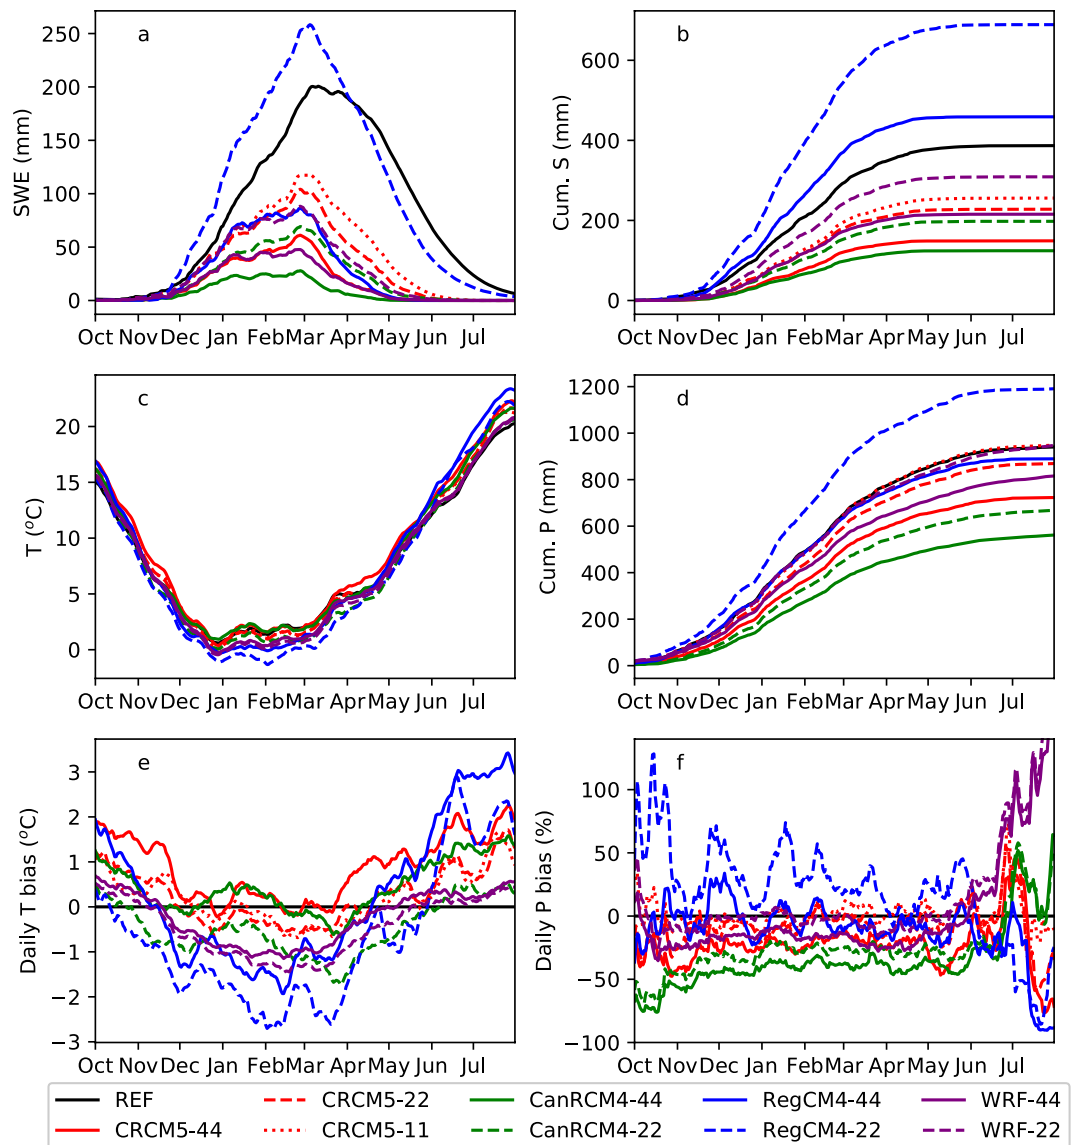 a
b
SWE (mm)
250
200
150
100
50
0
Oct Nov Dec Jan Feb Mar Apr May Jun Jul
Cum. S (mm)
600
400
200
0
Oct Nov Dec Jan Feb Mar Apr May Jun Jul
c
d
T (°C)
20
15
10
5
0
Oct Nov Dec Jan Feb Mar Apr May Jun Jul
Cum. P (mm)
1200
1000
800
600
400
200
0
Oct Nov Dec Jan Feb Mar Apr May Jun Jul
e
f
Daily T bias (°C)
3
2
1
0
−1
−2
−3
Oct Nov Dec Jan Feb Mar Apr May Jun Jul
Daily P bias (%)
100
50
0
−50
−100
Oct Nov Dec Jan Feb Mar Apr May Jun Jul
REF CRCM5-22 CanRCM4-44 RegCM4-44 WRF-44
CRCM5-44 CRCM5-11 CanRCM4-22 RegCM4-22 WRF-22